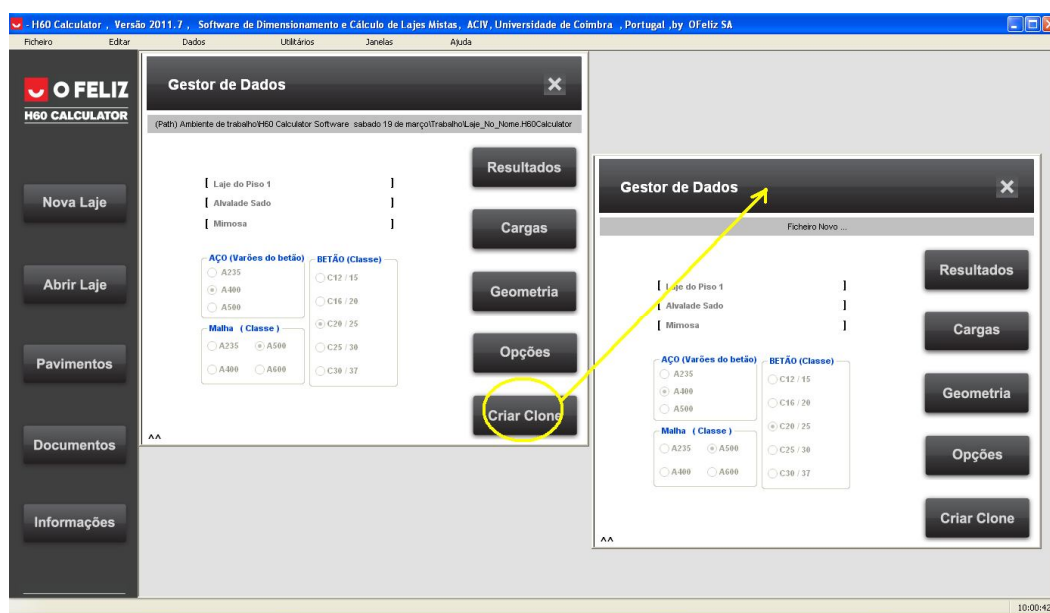 - H60 Calculator , Versão 2011.7 , Software de Dimensionamento e Cálculo de Lajes Mistas, ACIV, Universidade de Coimbra , Portugal ,by OFeliz SA
Ficheiro Editar Dados Utilitários Janelas Ajuda
O FELIZ
H60 CALCULATOR
Nova Laje
Abrir Laje
Pavimentos
Documentos
Informações
Gestor de Dados
(Path) Ambiente de trabalho\H60 Calculator Software sabado 19 de março\Trabalho\Laje_No_Nome.H60Calculator
[ Laje do Piso 1 ]
[ Alvalade Sado ]
[ Mimosa ]
AÇO (Varões do betão)
A235
A400
A500
Malha ( Classe )
A235 A500
A400 A600
BETÃO (Classe)
C12 / 15
C16 / 20
C20 / 25
C25 / 30
C30 / 37
Resultados
Cargas
Geometria
Opções
Criar Clone
^^
Gestor de Dados
Ficheiro Novo ...
[ Laje do Piso 1 ]
[ Alvalade Sado ]
[ Mimosa ]
AÇO (Varões do betão)
A235
A400
A500
Malha ( Classe )
A235 A500
A400 A600
BETÃO (Classe)
C12 / 15
C16 / 20
C20 / 25
C25 / 30
C30 / 37
Resultados
Cargas
Geometria
Opções
Criar Clone
^^
10:00:42